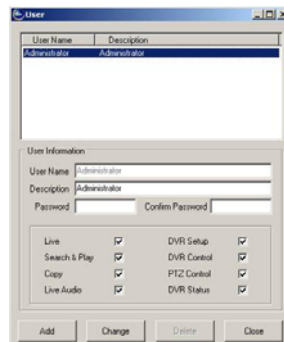 User
User Name Description
Administrator Administrator
User Information
User Name Administrator
Description Administrator
Password Confirm Password
Live DVR Setup
Search & Play DVR Control
Copy PTZ Control
Live Audio DVR Status
Add Change Delete Close